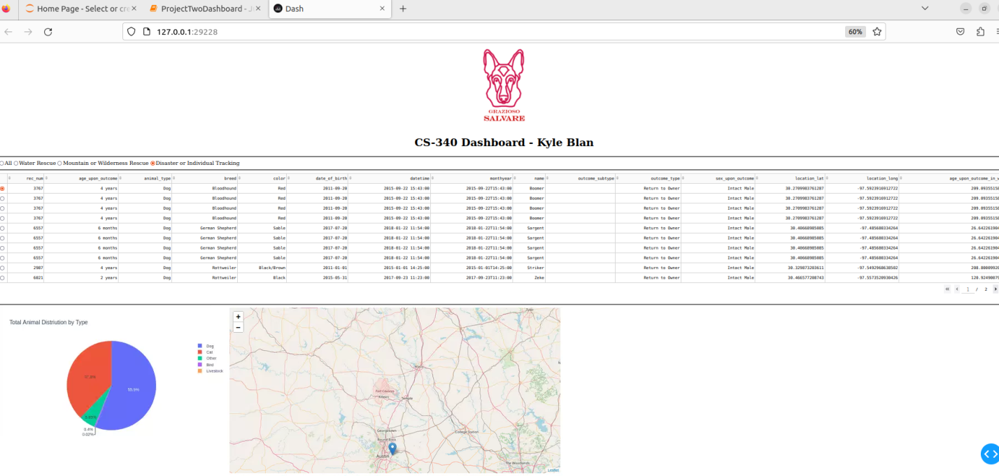 Home Page - Select or cre
ProjectTwoDashboard - J
Dash
127.0.0.1:29228
60%
GRAZIOSO
SALVARE
CS-340 Dashboard - Kyle Blan
All Water Rescue Mountain or Wilderness Rescue Disaster or Individual Tracking
rec_num age_upon_outcome animal_type breed color date_of_birth datetime monthyear name outcome_subtype outcome_type sex_upon_outcome location_lat location_long age_upon_outcome_in_w
3767 4 years Dog Bloodhound Red 2011-09-20 2015-09-22 15:43:00 2015-09-22T15:43:00 Boomer Return to Owner Intact Male 30.2709983761287 -97.5923916912722 209.09355150
3767 4 years Dog Bloodhound Red 2011-09-20 2015-09-22 15:43:00 2015-09-22T15:43:00 Boomer Return to Owner Intact Male 30.2709983761287 -97.5923916912722 209.09355150
3767 4 years Dog Bloodhound Red 2011-09-20 2015-09-22 15:43:00 2015-09-22T15:43:00 Boomer Return to Owner Intact Male 30.2709983761287 -97.5923916912722 209.09355150
3767 4 years Dog Bloodhound Red 2011-09-20 2015-09-22 15:43:00 2015-09-22T15:43:00 Boomer Return to Owner Intact Male 30.2709983761287 -97.5923916912722 209.09355150
6557 6 months Dog German Shepherd Sable 2017-07-20 2018-01-22 11:54:00 2018-01-22T11:54:00 Sargent Return to Owner Intact Male 30.40668985085 -97.485680334264 26.642261904
6557 6 months Dog German Shepherd Sable 2017-07-20 2018-01-22 11:54:00 2018-01-22T11:54:00 Sargent Return to Owner Intact Male 30.40668985085 -97.485680334264 26.642261904
6557 6 months Dog German Shepherd Sable 2017-07-20 2018-01-22 11:54:00 2018-01-22T11:54:00 Sargent Return to Owner Intact Male 30.40668985085 -97.485680334264 26.642261904
6557 6 months Dog German Shepherd Sable 2017-07-20 2018-01-22 11:54:00 2018-01-22T11:54:00 Sargent Return to Owner Intact Male 30.40668985085 -97.485680334264 26.642261904
2987 4 years Dog Rottweiler Black/Brown 2011-01-01 2015-01-01 14:25:00 2015-01-01T14:25:00 Striker Return to Owner Intact Male 30.329873203611 -97.5492968638502 208.80009920
6021 2 years Dog Rottweiler Black 2015-05-31 2017-09-23 11:23:00 2017-09-23T11:23:00 Zeke Return to Owner Intact Male 30.466577208743 -97.5573520930426 120.92490079
1 / 2
Total Animal Distriution by Type
Dog
Cat
Other
Bird
Livestock
0.4%
0.02%
+
−
Tyler
Waco
Killeen
Temple
College Station
Georgetown
Round Rock
Austin
The Woodlands
Leaflet